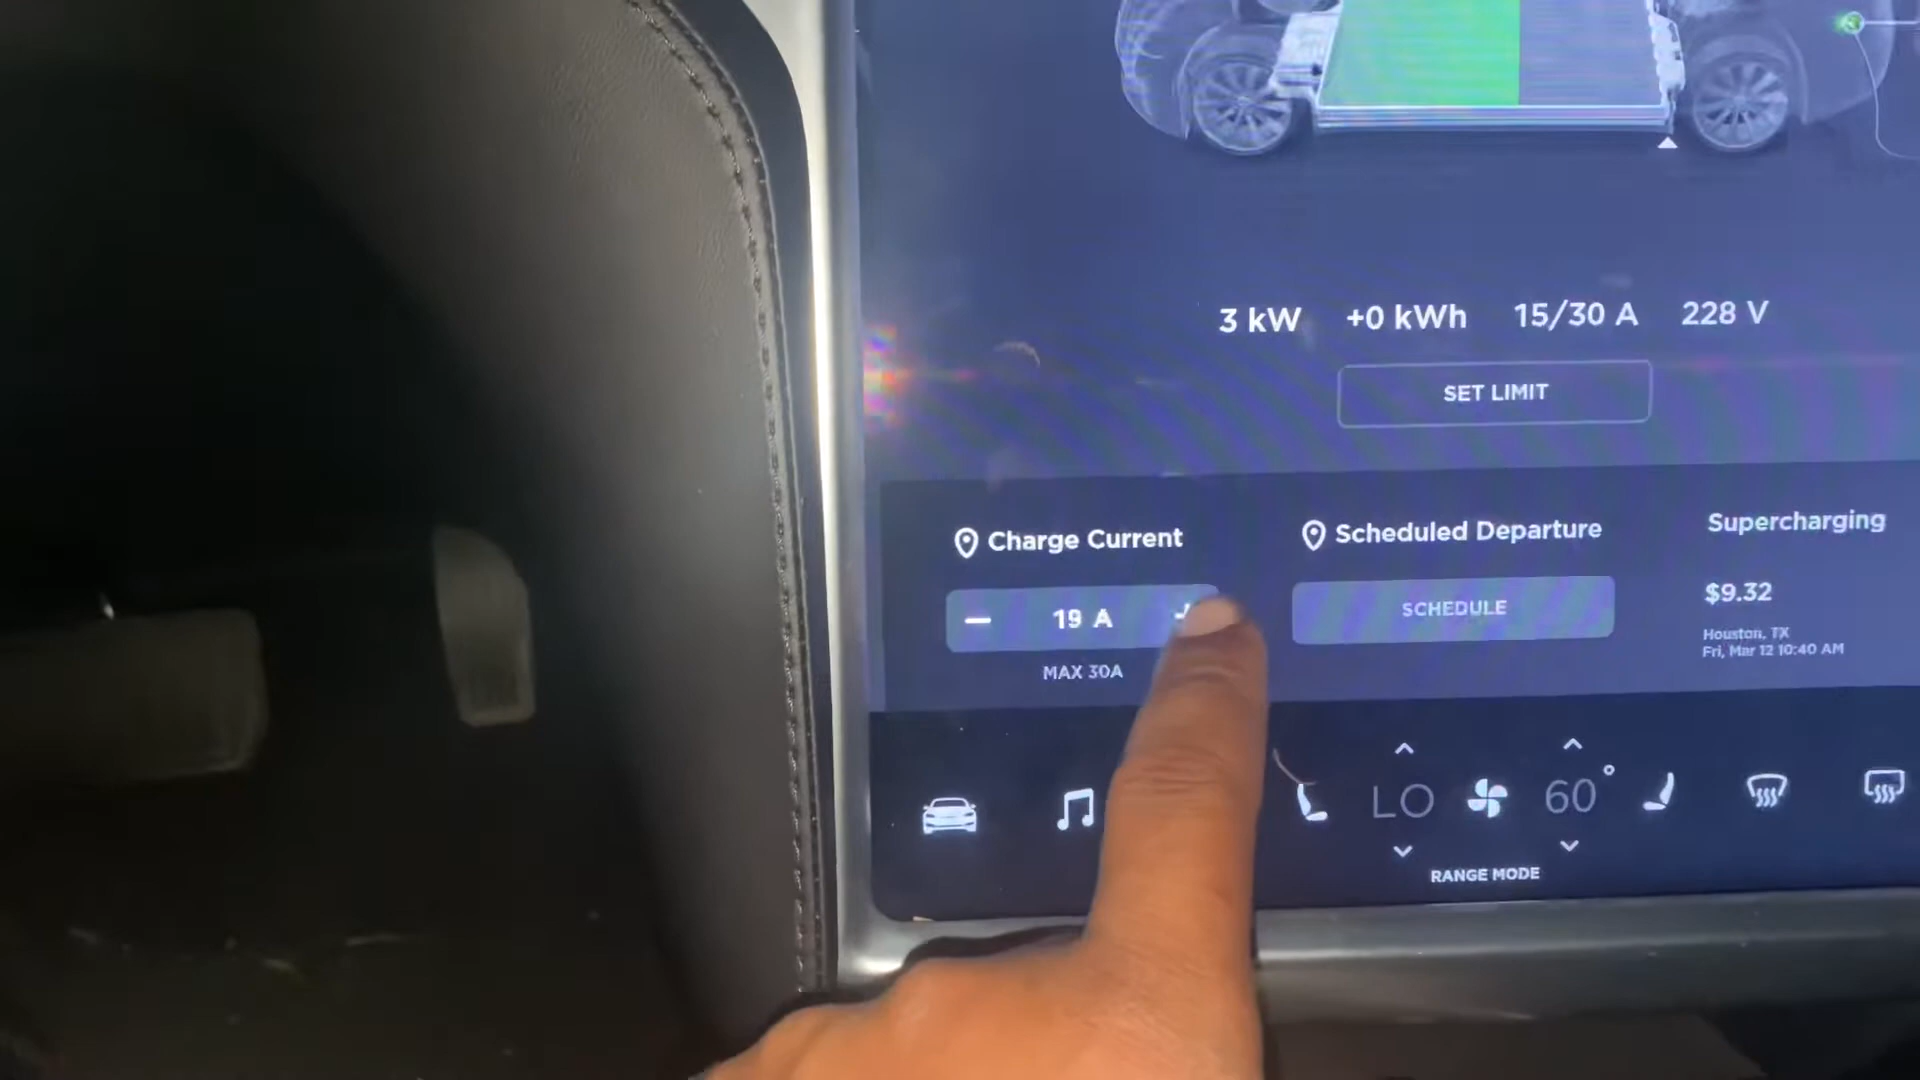 3 kW +0 kWh 15/30 A 228 V
SET LIMIT
Charge Current
Scheduled Departure
Supercharging
— 19 A +
SCHEDULE
$9.32
MAX 30A
Houston, TX
Fri, Mar 12 10:40 AM
LO
60°
RANGE MODE